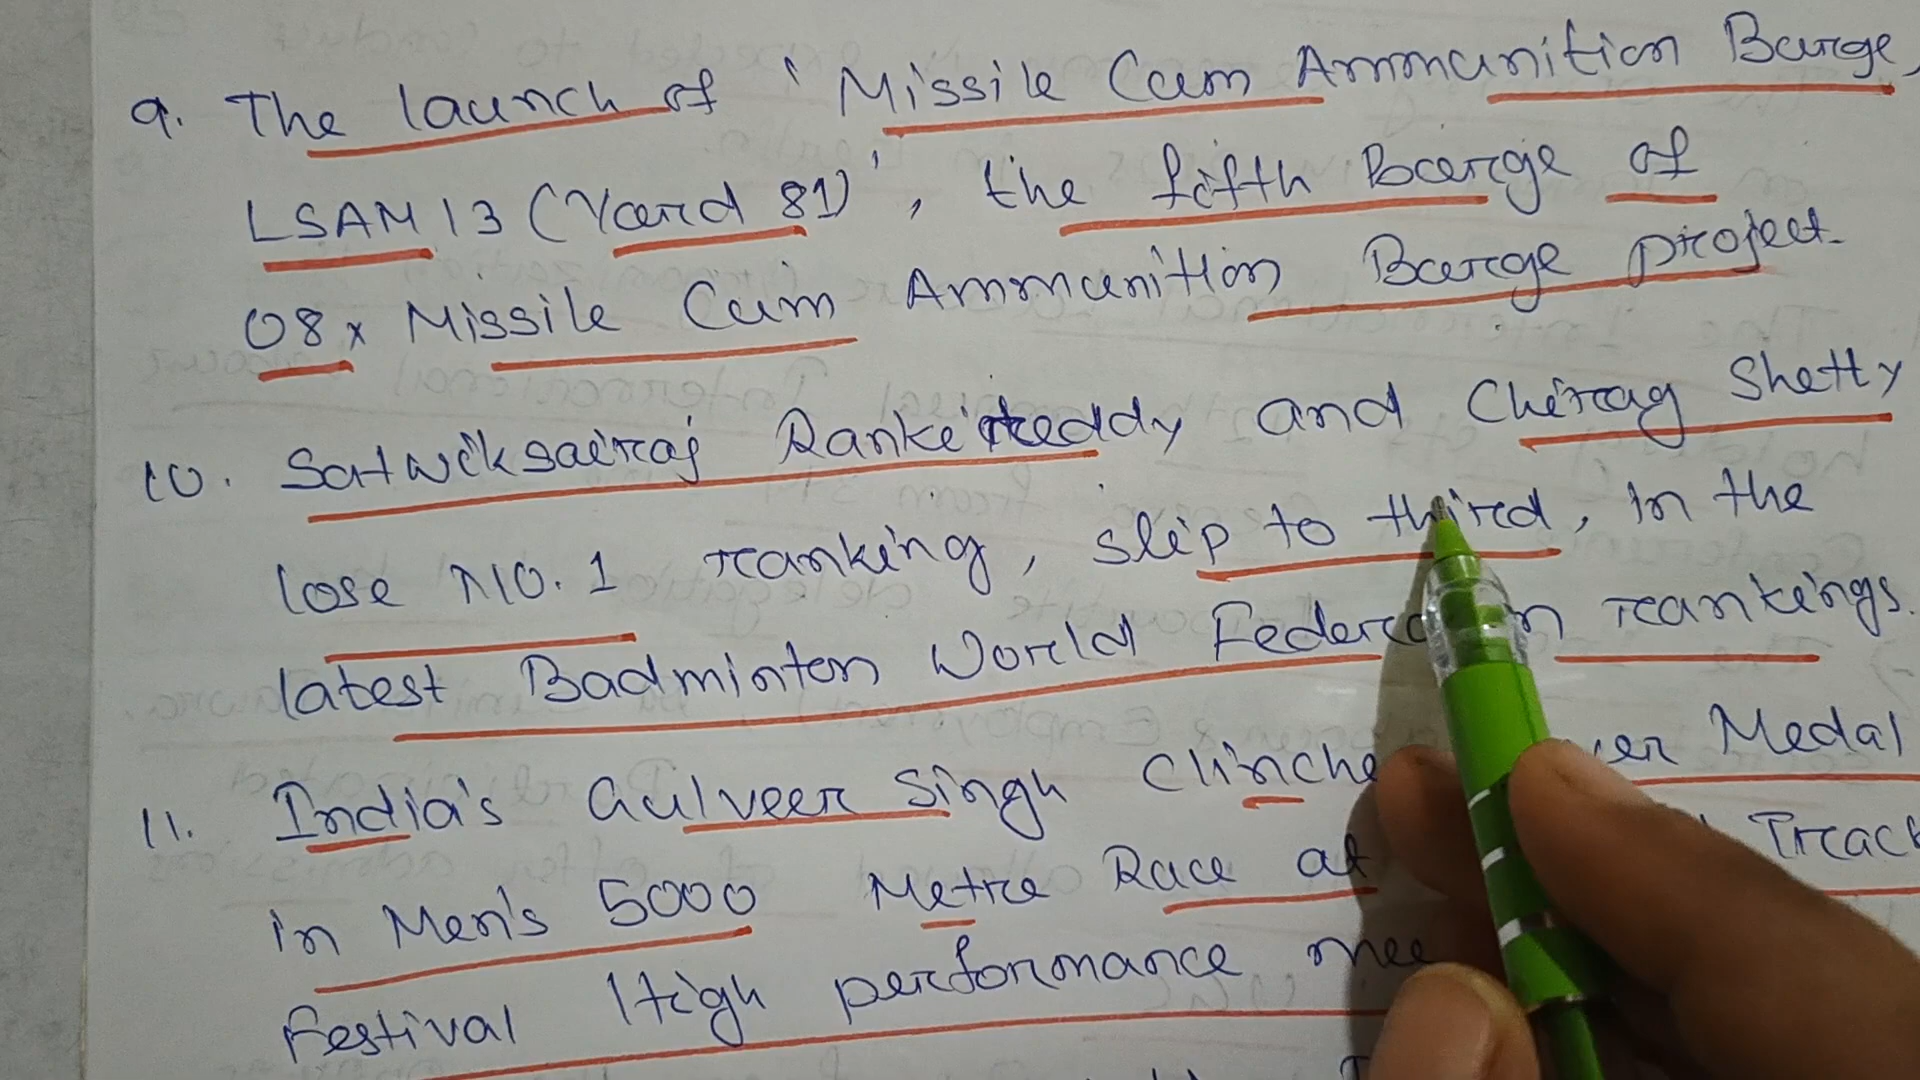 9. The launch of 'Missile Cum Ammunition Barge,
LSAM 13 (Yard 81)', the fifth Barge of
08 x Missile Cum Ammunition Barge project.
10. Satwiksairaj Rankireddy and Chirag Shetty
lose No. 1 ranking, slip to third, in the
latest Badminton World Federation rankings.
11. India's Gulveer Singh Clinche Medal
in Men's 5000 Metre Race at Track
Festival High performance mee